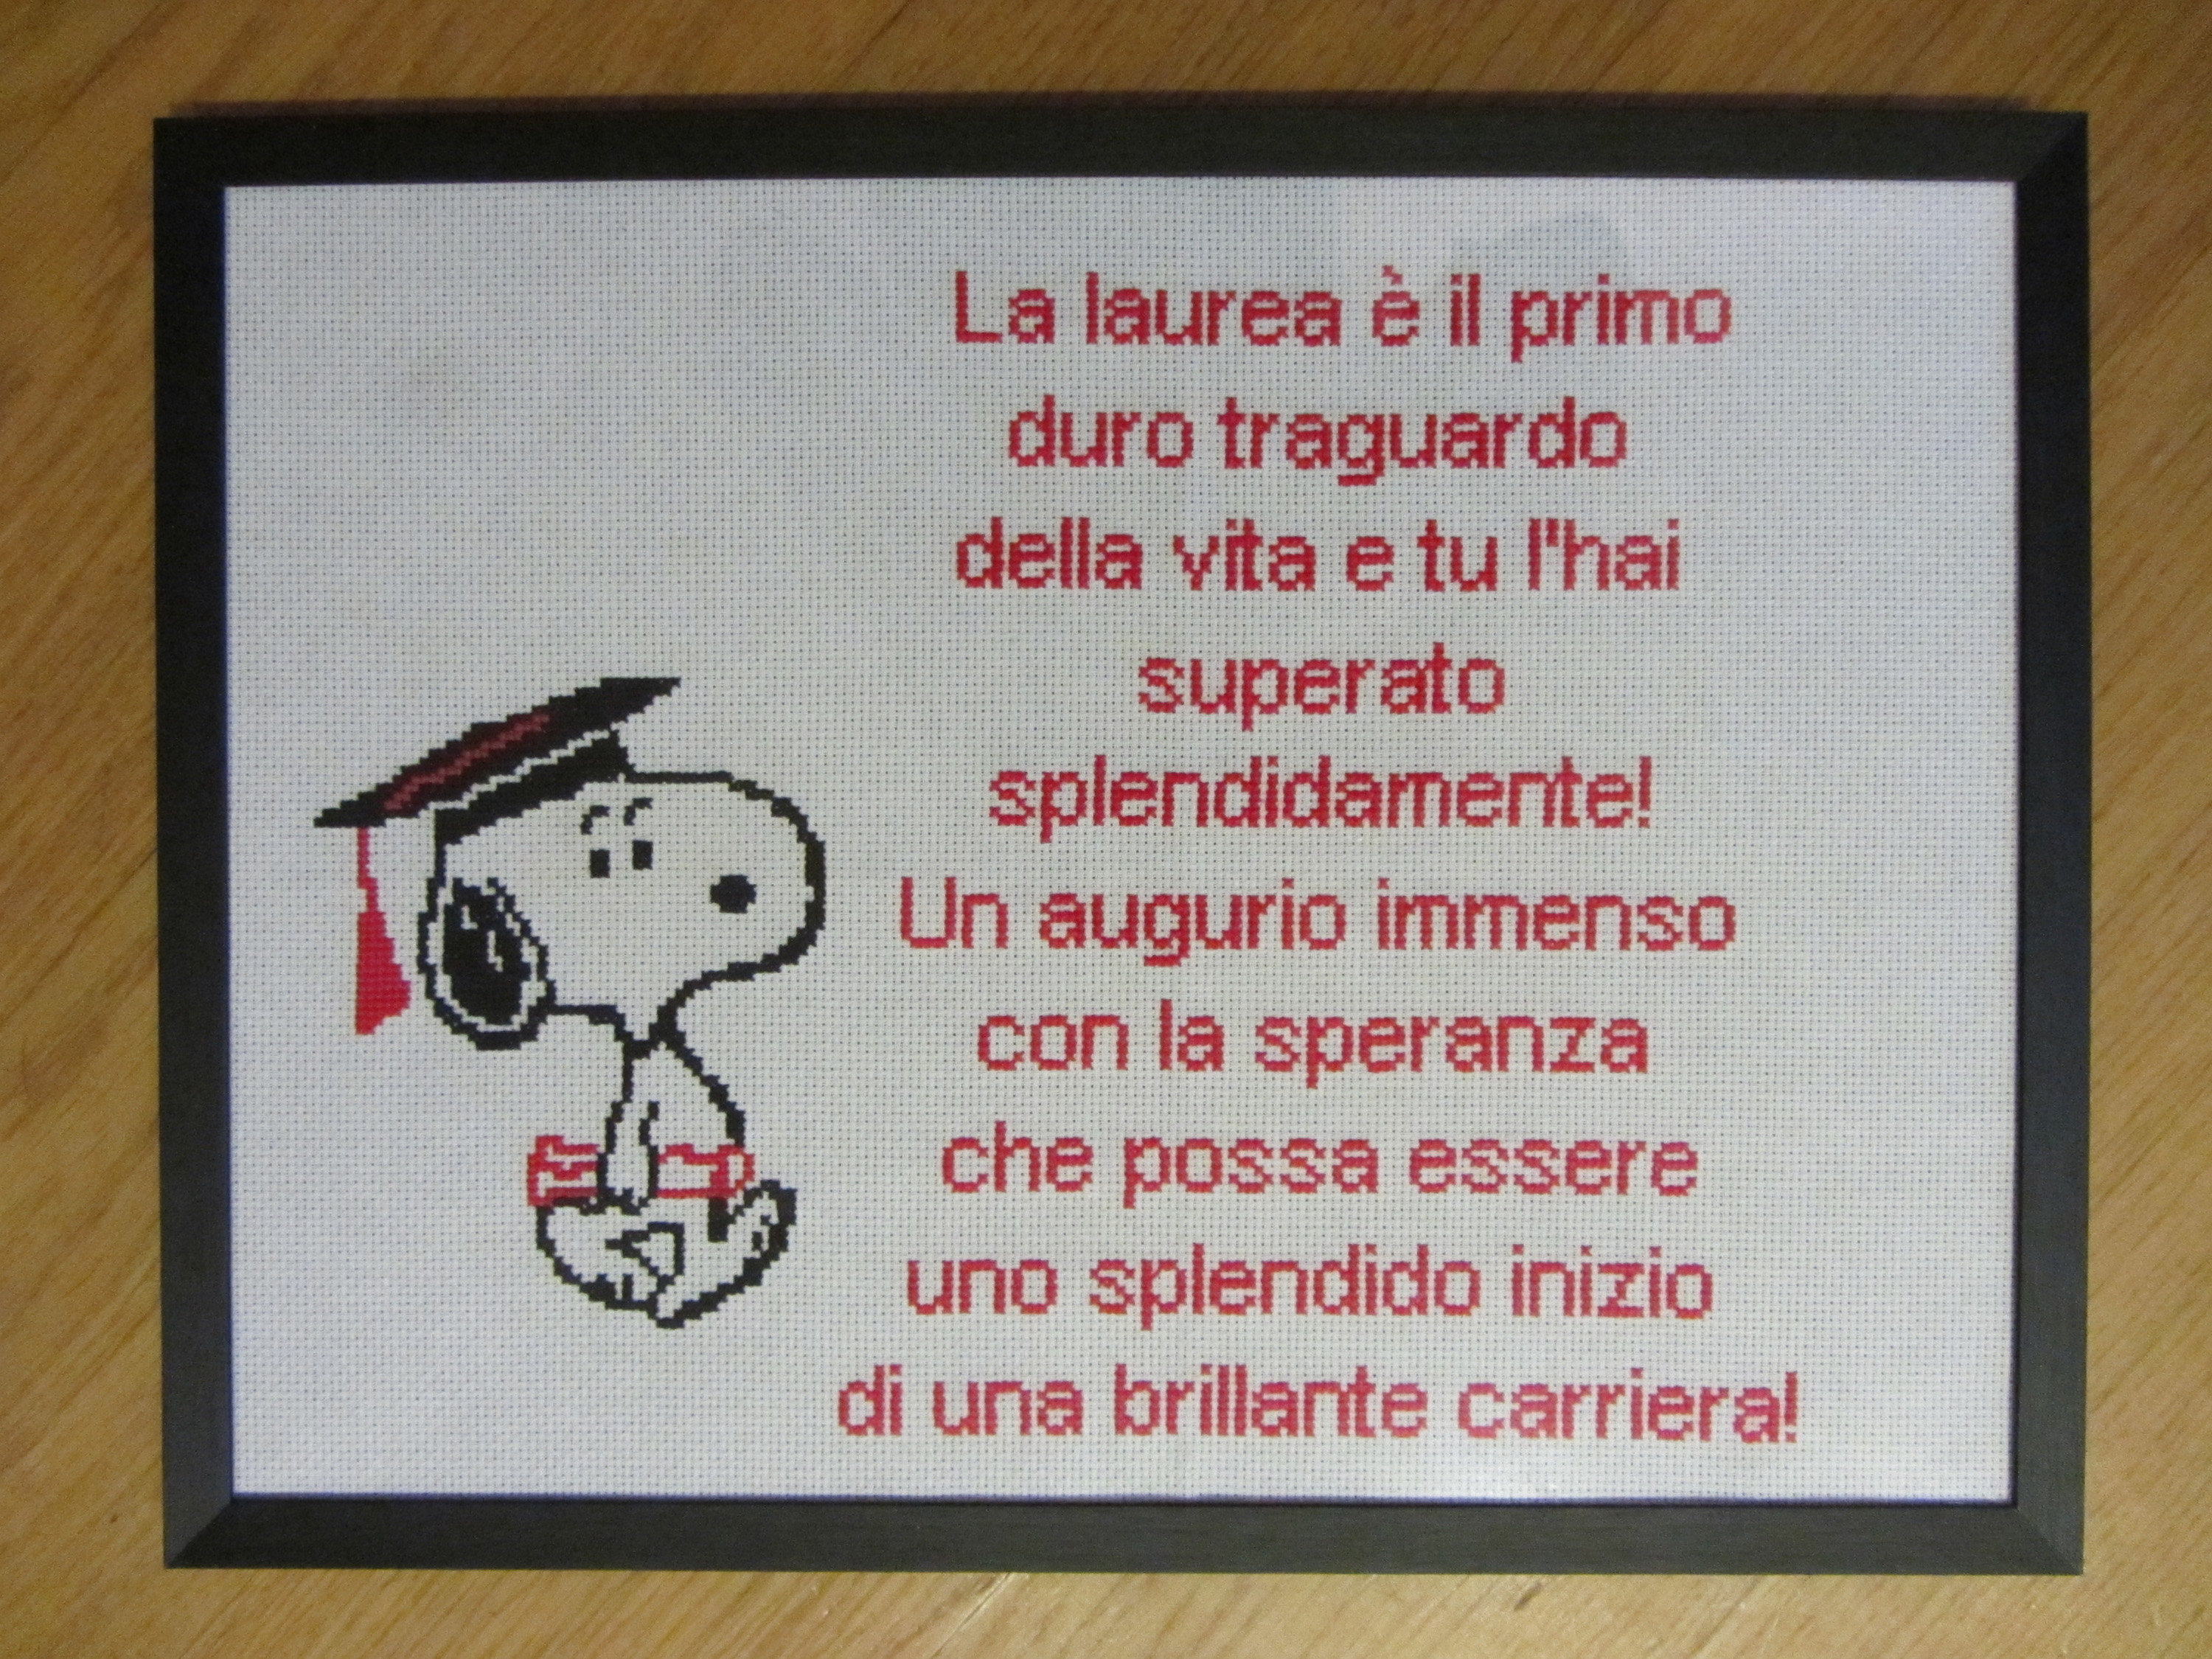 La laurea è il primo
duro traguardo
della vita e tu l'hai
superato
splendidamente!
Un augurio immenso
con la speranza
che possa essere
uno splendido inizio
di una brillante carriera!